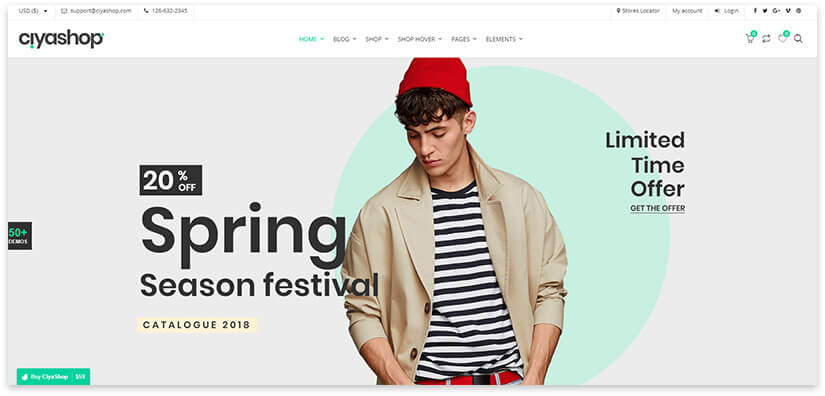 USD ($) support@ciyashop.com 126-632-2345 Stores Locator My account Login
ciyashop
HOME BLOG SHOP SHOP HOVER PAGES ELEMENTS 0 0
Limited
Time
Offer
GET THE OFFER
20 % OFF
Spring
Season festival
CATALOGUE 2018
50+
DEMOS
Buy CiyaShop $59